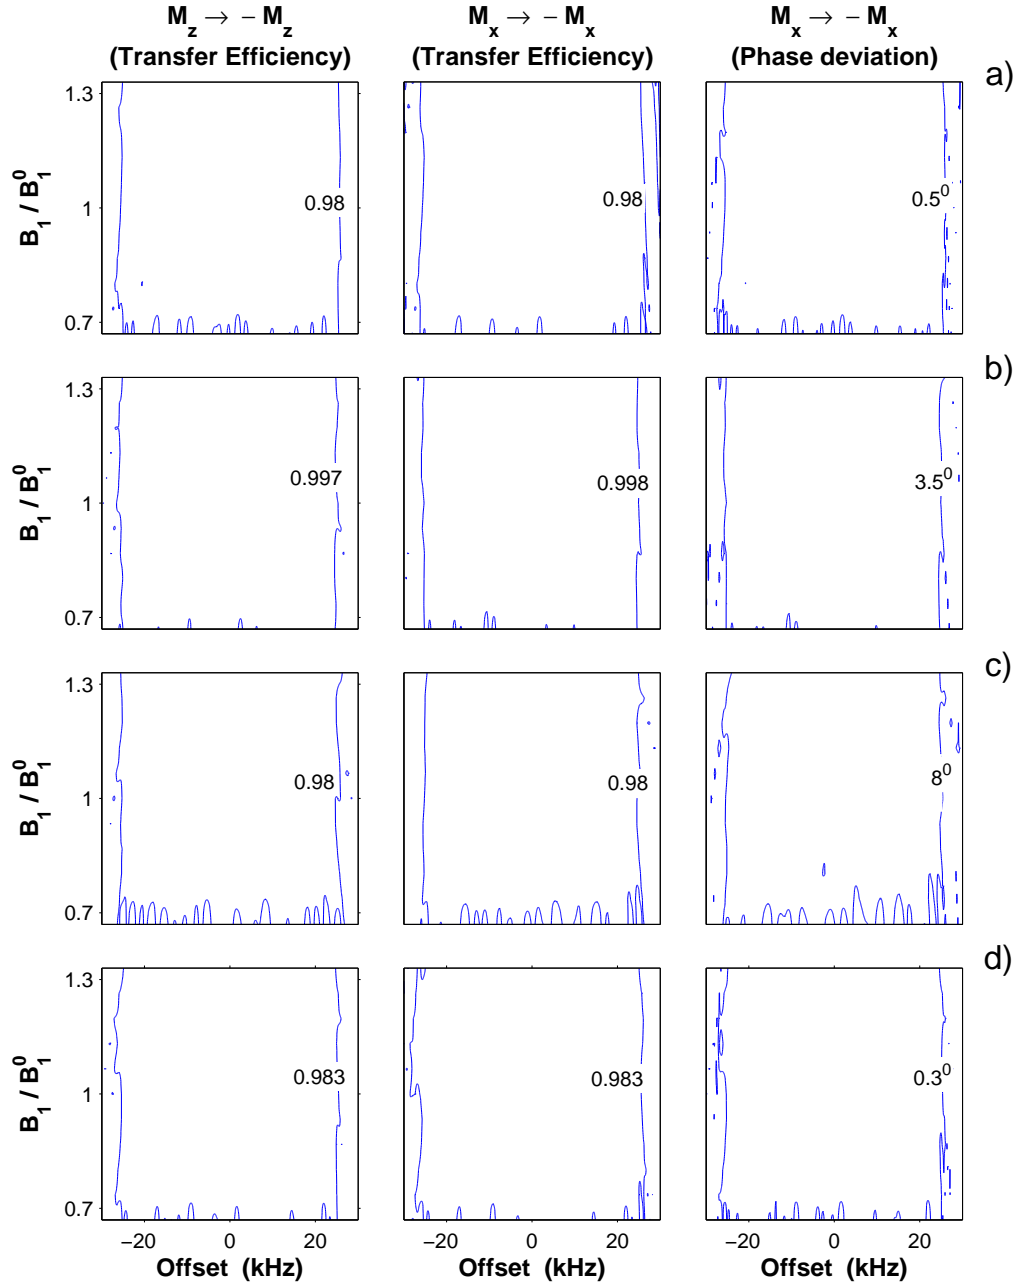 M_z → − M_z M_x → − M_x M_x → − M_x
(Transfer Efficiency) (Transfer Efficiency) (Phase deviation)
a)
1.3
1
0.7
B_1 / B_1^0
0.98
0.98
0.5^0
b)
1.3
1
0.7
B_1 / B_1^0
0.997
0.998
3.5^0
c)
1.3
1
0.7
B_1 / B_1^0
0.98
0.98
8^0
d)
1.3
1
0.7
B_1 / B_1^0
0.983
0.983
0.3^0
−20 0 20 −20 0 20 −20 0 20
Offset (kHz) Offset (kHz) Offset (kHz)